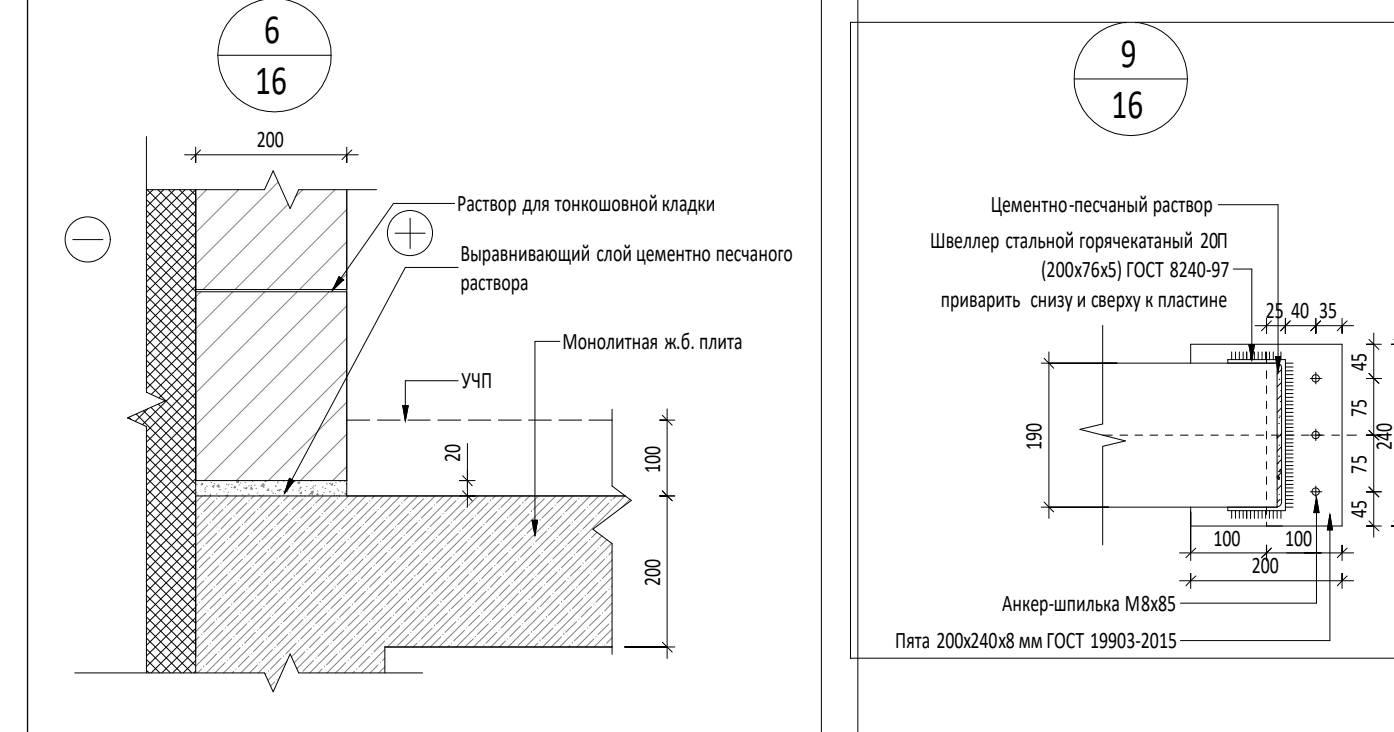 6
16
200
Раствор для тонкошовной кладки
Выравнивающий слой цементно песчаного
раствора
Монолитная ж.б. плита
УЧП
20
100
200
9
16
Цементно-песчаный раствор
Швеллер стальной горячекатаный 20П
(200х76х5) ГОСТ 8240-97
приварить снизу и сверху к пластине
25 40 35
45
75
190
240
75
45
100 100
200
Анкер-шпилька М8х85
Пята 200х240х8 мм ГОСТ 19903-2015